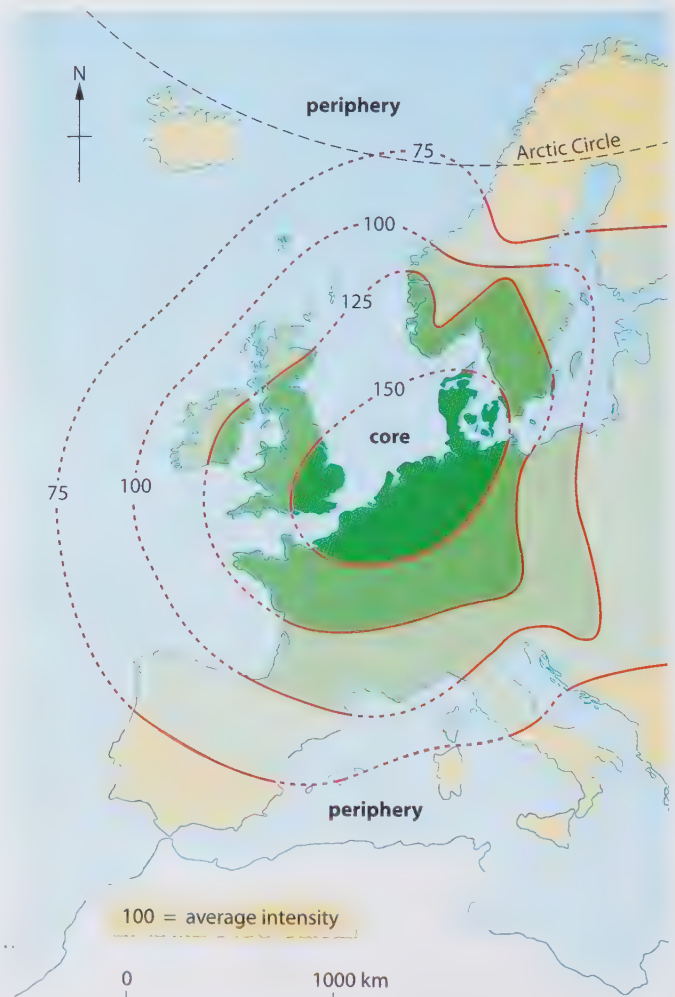 N
periphery
Arctic Circle
75
100
125
150
core
75
100
periphery
100 = average intensity
0 1000 km